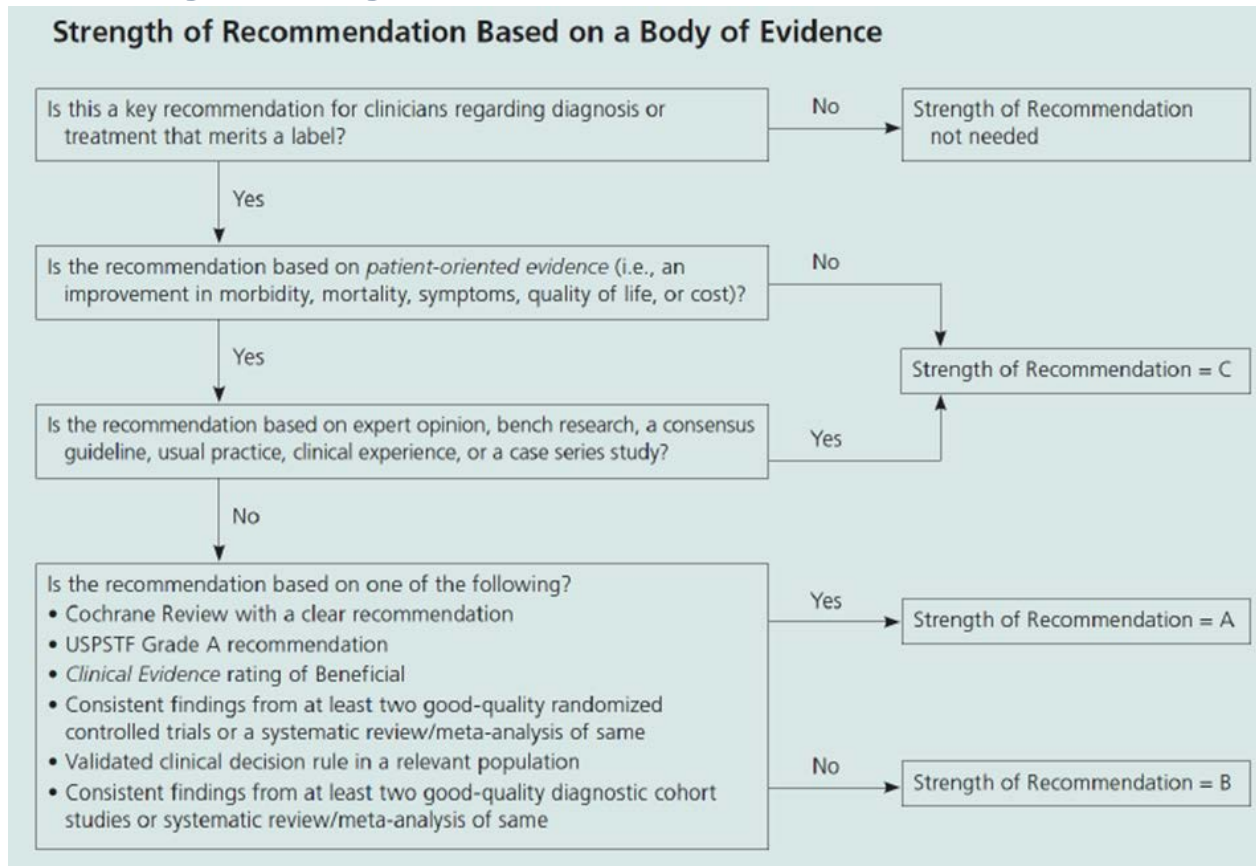 Strength of Recommendation Based on a Body of Evidence
Is this a key recommendation for clinicians regarding diagnosis or
treatment that merits a label?
No
Strength of Recommendation
not needed
Yes
Is the recommendation based on patient-oriented evidence (i.e., an
improvement in morbidity, mortality, symptoms, quality of life, or cost)?
No
Yes
Strength of Recommendation = C
Is the recommendation based on expert opinion, bench research, a consensus
guideline, usual practice, clinical experience, or a case series study?
Yes
No
Is the recommendation based on one of the following?
• Cochrane Review with a clear recommendation
• USPSTF Grade A recommendation
• Clinical Evidence rating of Beneficial
• Consistent findings from at least two good-quality randomized
controlled trials or a systematic review/meta-analysis of same
• Validated clinical decision rule in a relevant population
• Consistent findings from at least two good-quality diagnostic cohort
studies or systematic review/meta-analysis of same
Yes
Strength of Recommendation = A
No
Strength of Recommendation = B